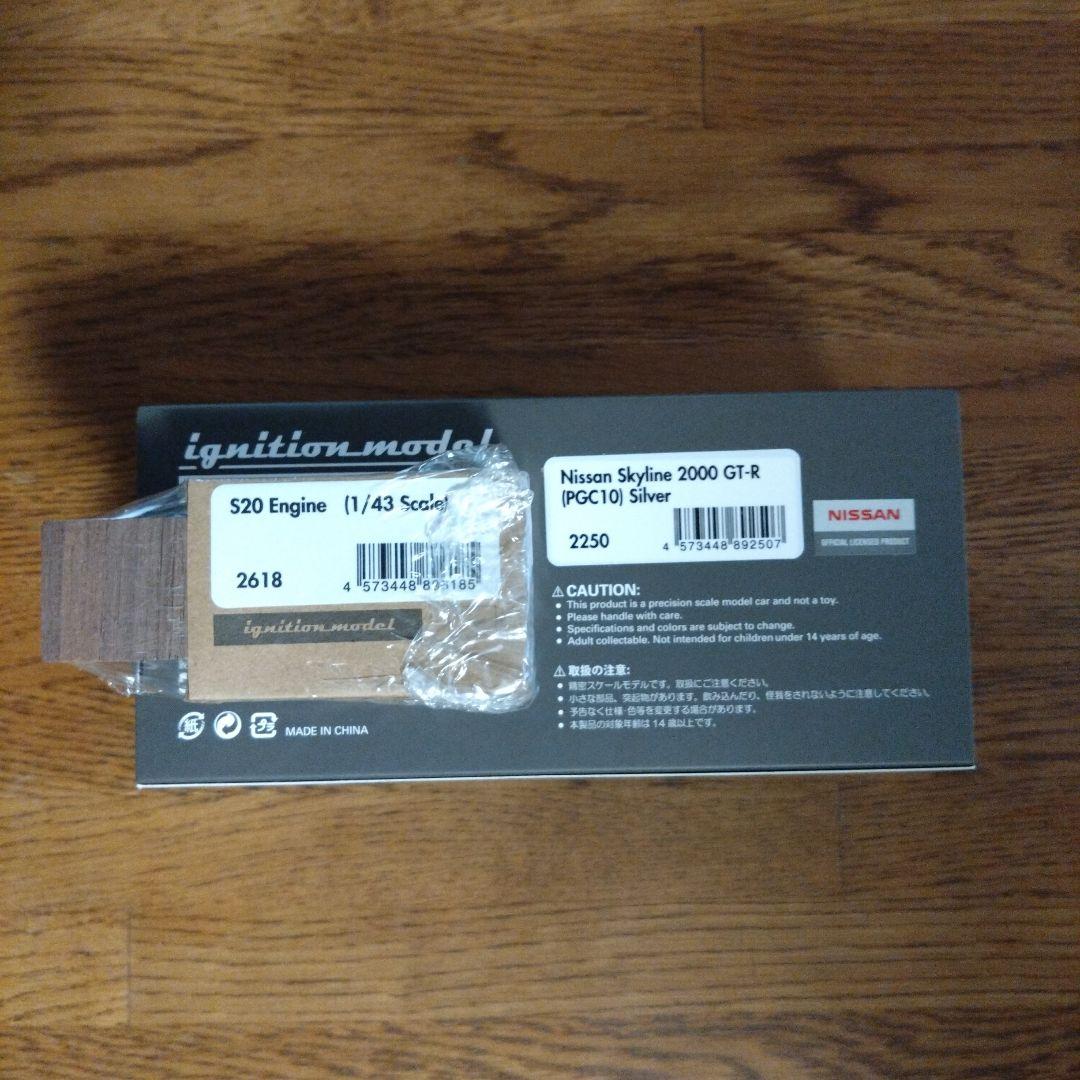 ignition model
S20 Engine (1/43 Scale)
2618
4 573448
ignition model
Nissan Skyline 2000 GT-R
(PGC10) Silver
2250
4 573448 892507
NISSAN
OFFICIAL LICENSED PRODUCT
⚠ CAUTION:
● This product is a precision scale model car and not a toy.
● Please handle with care.
● Specifications and colors are subject to change.
● Adult collectable. Not intended for children under 14 years of age.
⚠ 取扱の注意:
● 精密スケールモデルです。取扱にご注意ください。
● 小さな部品、突起物があります。飲み込んだり、怪我をされないように注意してください。
● 予告なく仕様・色等を変更する場合があります。
● 本製品の対象年齢は14歳以上です。
紙
プラ
MADE IN CHINA